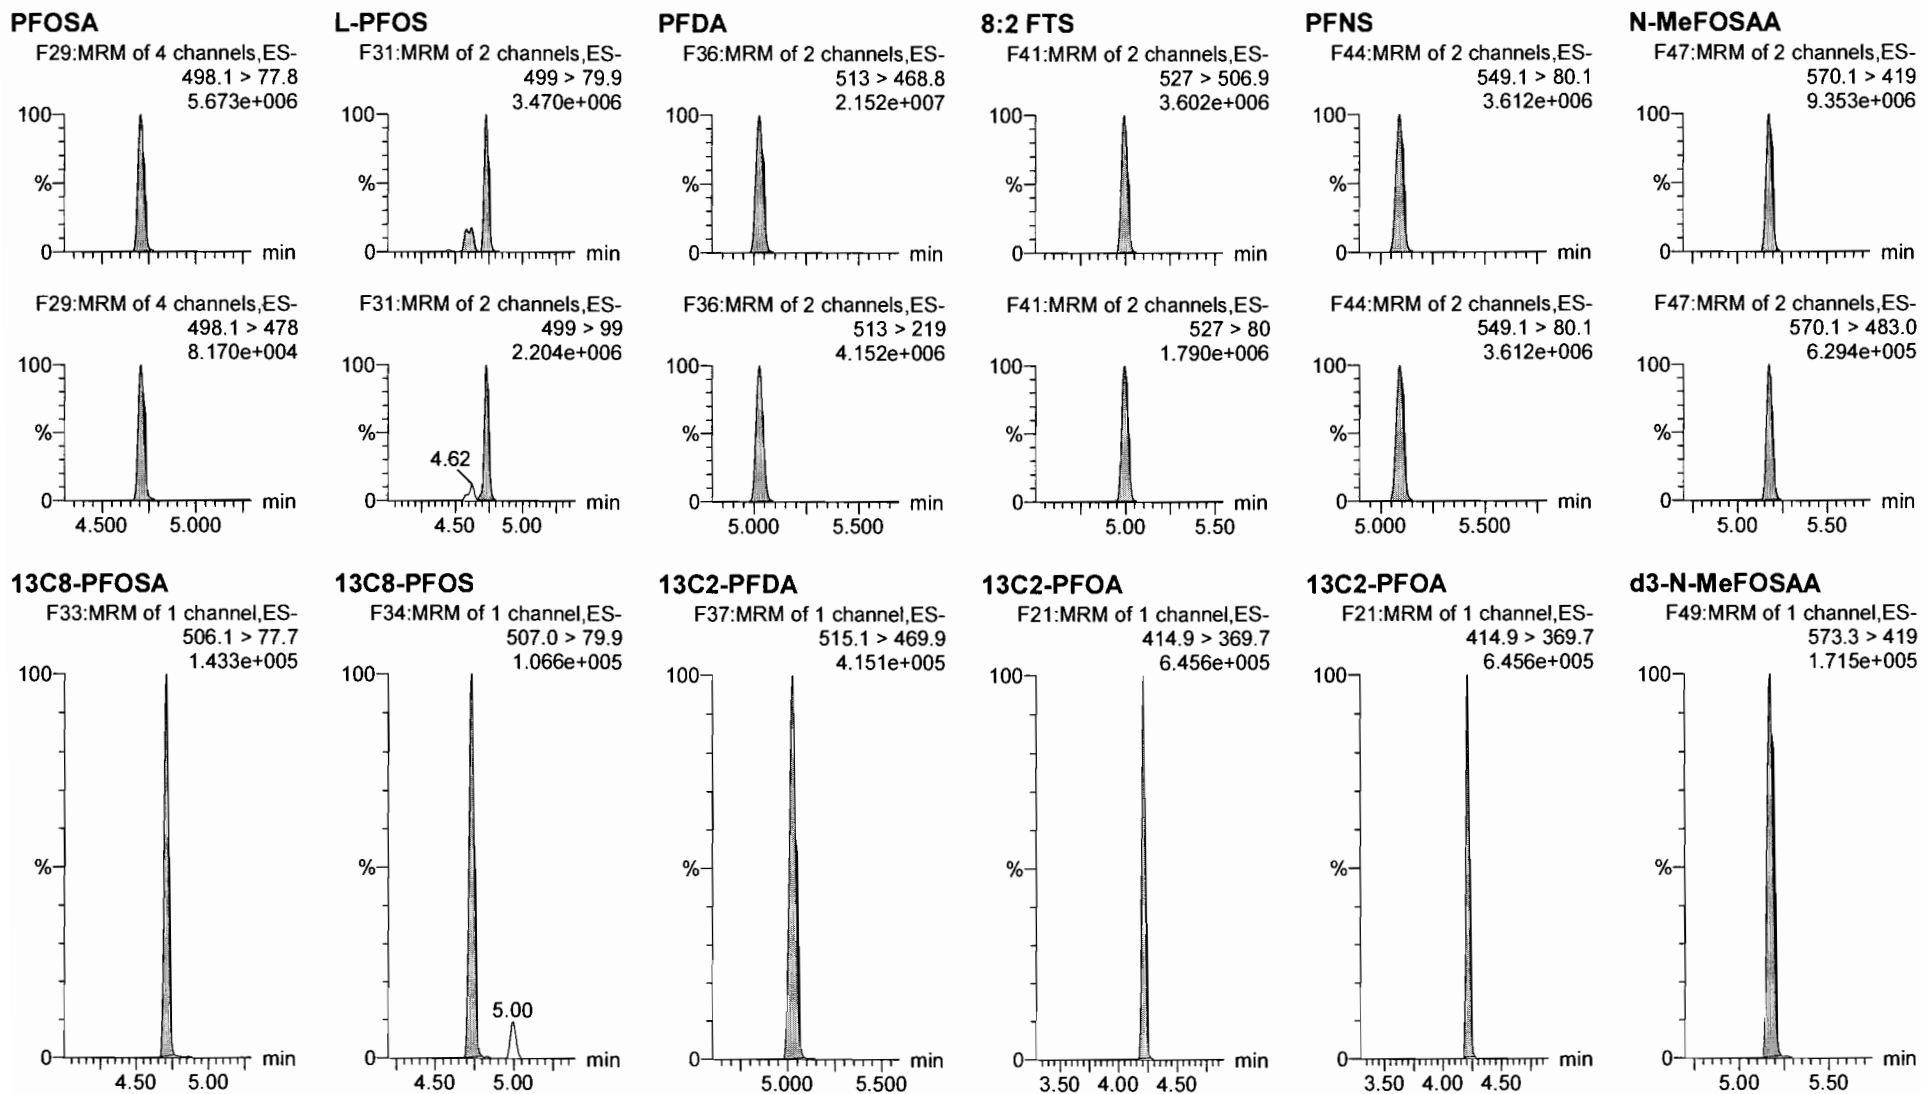 PFOSA
F29:MRM of 4 channels,ES-
498.1 > 77.8
5.673e+006
100
%
0
min
L-PFOS
F31:MRM of 2 channels,ES-
499 > 79.9
3.470e+006
100
%
0
min
PFDA
F36:MRM of 2 channels,ES-
513 > 468.8
2.152e+007
100
%
0
min
8:2 FTS
F41:MRM of 2 channels,ES-
527 > 506.9
3.602e+006
100
%
0
min
PFNS
F44:MRM of 2 channels,ES-
549.1 > 80.1
3.612e+006
100
%
0
min
N-MeFOSAA
F47:MRM of 2 channels,ES-
570.1 > 419
9.353e+006
100
%
0
min
F29:MRM of 4 channels,ES-
498.1 > 478
8.170e+004
100
%
0
min
4.500 5.000
F31:MRM of 2 channels,ES-
499 > 99
2.204e+006
100
%
4.62
0
min
4.50 5.00
F36:MRM of 2 channels,ES-
513 > 219
4.152e+006
100
%
0
min
5.000 5.500
F41:MRM of 2 channels,ES-
527 > 80
1.790e+006
100
%
0
min
5.00 5.50
F44:MRM of 2 channels,ES-
549.1 > 80.1
3.612e+006
100
%
0
min
5.000 5.500
F47:MRM of 2 channels,ES-
570.1 > 483.0
6.294e+005
100
%
0
min
5.00 5.50
13C8-PFOSA
F33:MRM of 1 channel,ES-
506.1 > 77.7
1.433e+005
100
%
0
min
4.50 5.00
13C8-PFOS
F34:MRM of 1 channel,ES-
507.0 > 79.9
1.066e+005
100
%
5.00
0
min
4.50 5.00
13C2-PFDA
F37:MRM of 1 channel,ES-
515.1 > 469.9
4.151e+005
100
%
0
min
5.000 5.500
13C2-PFOA
F21:MRM of 1 channel,ES-
414.9 > 369.7
6.456e+005
100
%
0
min
3.50 4.00 4.50
13C2-PFOA
F21:MRM of 1 channel,ES-
414.9 > 369.7
6.456e+005
100
%
0
min
3.50 4.00 4.50
d3-N-MeFOSAA
F49:MRM of 1 channel,ES-
573.3 > 419
1.715e+005
100
%
0
min
5.00 5.50